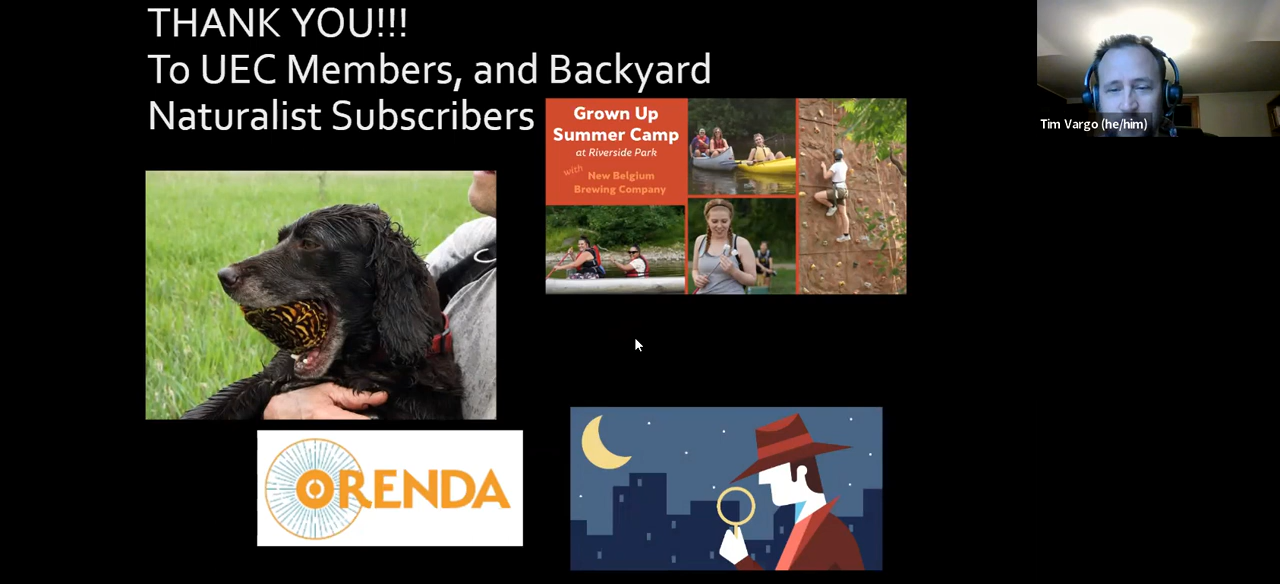 THANK YOU!!!
To UEC Members, and Backyard
Naturalist Subscribers
Grown Up
Summer Camp
at Riverside Park
with
New Belgium
Brewing Company
Tim Vargo (he/him)
ORENDA